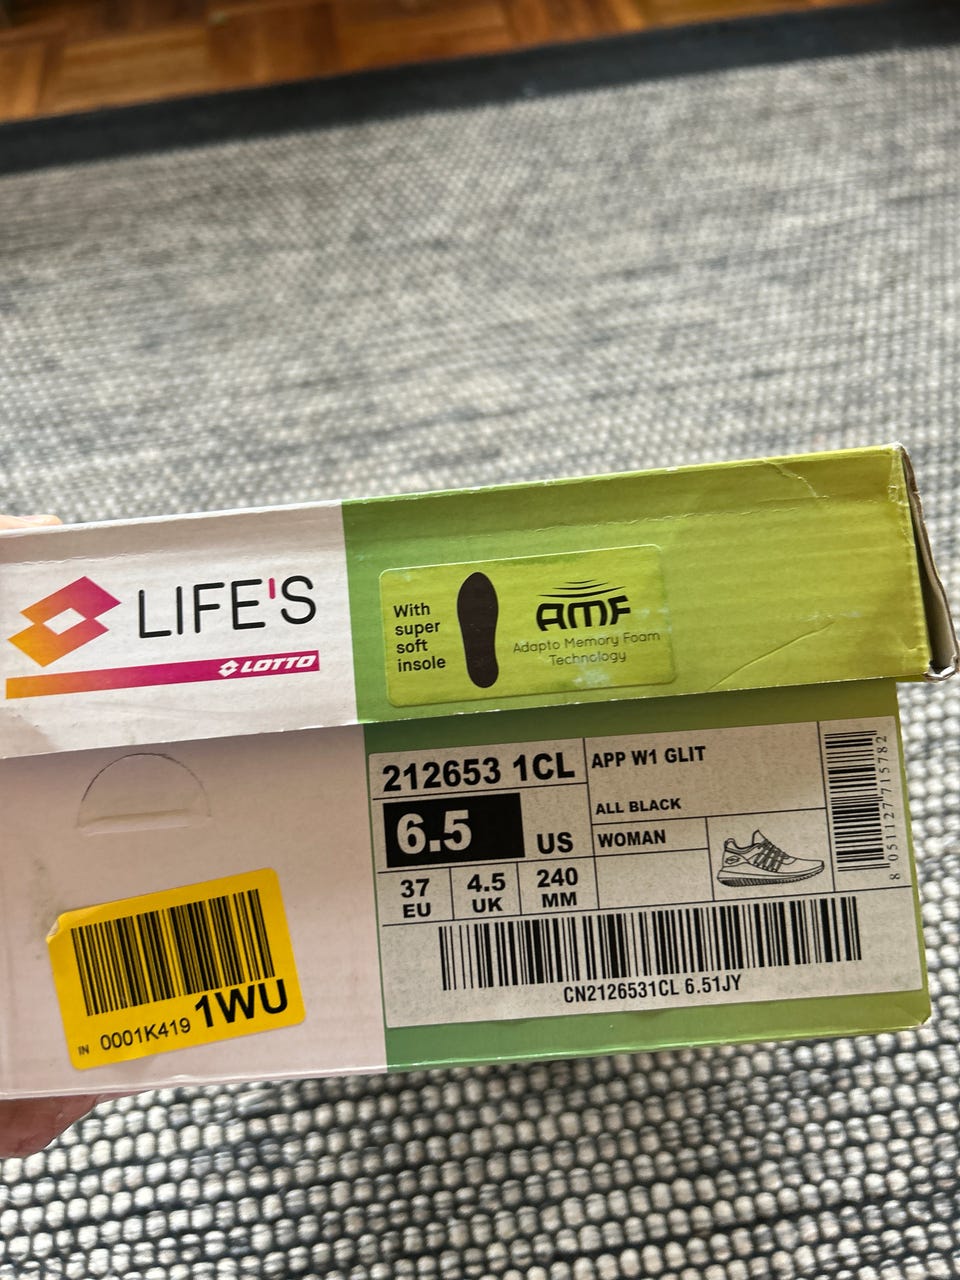 LIFE'S
LOTTO
With
super
soft
insole
AMF
Adapto Memory Foam
Technology
212653 1CL
APP W1 GLIT
ALL BLACK
6.5 US
WOMAN
37
EU
4.5
UK
240
MM
8 051127 715782
CN2126531CL 6.51JY
IN 0001K419 1WU